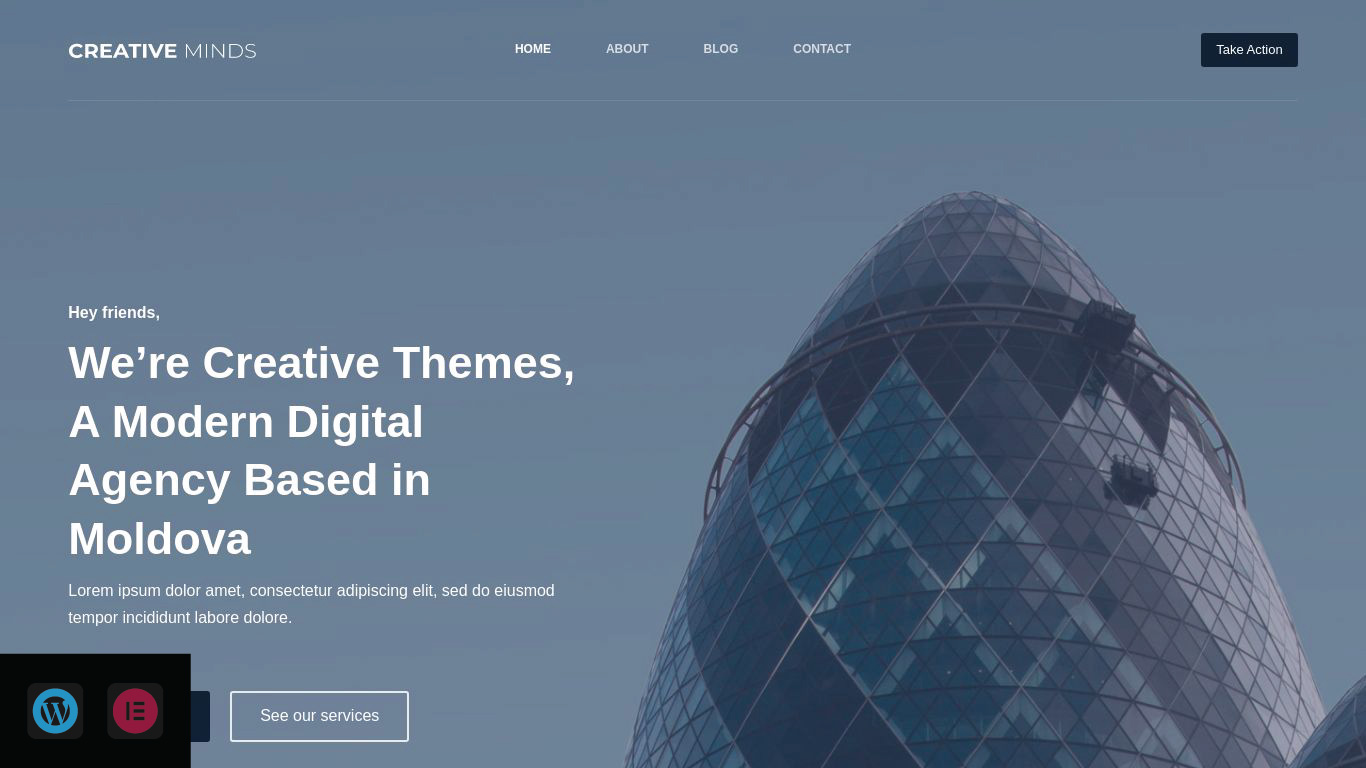 CREATIVE MINDS
HOME
ABOUT
BLOG
CONTACT
Take Action
Hey friends,
We’re Creative Themes,
A Modern Digital
Agency Based in
Moldova
Lorem ipsum dolor amet, consectetur adipiscing elit, sed do eiusmod
tempor incididunt labore dolore.
See our services